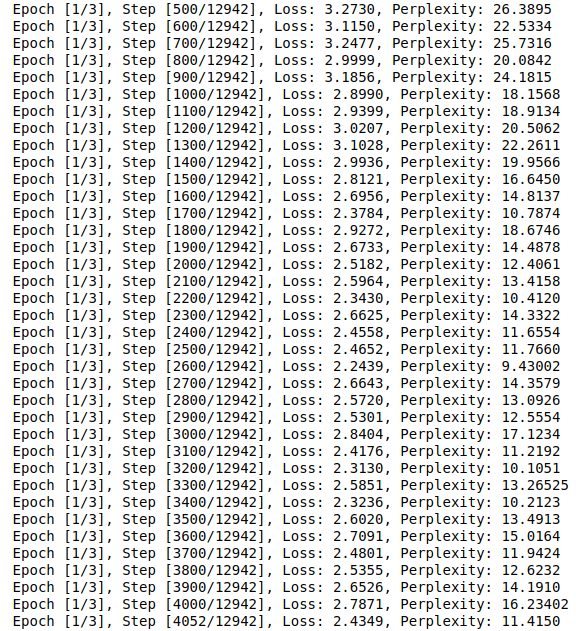 Epoch [1/3], Step [500/12942], Loss: 3.2730, Perplexity: 26.3895
Epoch [1/3], Step [600/12942], Loss: 3.1150, Perplexity: 22.5334
Epoch [1/3], Step [700/12942], Loss: 3.2477, Perplexity: 25.7316
Epoch [1/3], Step [800/12942], Loss: 2.9999, Perplexity: 20.0842
Epoch [1/3], Step [900/12942], Loss: 3.1856, Perplexity: 24.1815
Epoch [1/3], Step [1000/12942], Loss: 2.8990, Perplexity: 18.1568
Epoch [1/3], Step [1100/12942], Loss: 2.9399, Perplexity: 18.9134
Epoch [1/3], Step [1200/12942], Loss: 3.0207, Perplexity: 20.5062
Epoch [1/3], Step [1300/12942], Loss: 3.1028, Perplexity: 22.2611
Epoch [1/3], Step [1400/12942], Loss: 2.9936, Perplexity: 19.9566
Epoch [1/3], Step [1500/12942], Loss: 2.8121, Perplexity: 16.6450
Epoch [1/3], Step [1600/12942], Loss: 2.6956, Perplexity: 14.8137
Epoch [1/3], Step [1700/12942], Loss: 2.3784, Perplexity: 10.7874
Epoch [1/3], Step [1800/12942], Loss: 2.9272, Perplexity: 18.6746
Epoch [1/3], Step [1900/12942], Loss: 2.6733, Perplexity: 14.4878
Epoch [1/3], Step [2000/12942], Loss: 2.5182, Perplexity: 12.4061
Epoch [1/3], Step [2100/12942], Loss: 2.5964, Perplexity: 13.4158
Epoch [1/3], Step [2200/12942], Loss: 2.3430, Perplexity: 10.4120
Epoch [1/3], Step [2300/12942], Loss: 2.6625, Perplexity: 14.3322
Epoch [1/3], Step [2400/12942], Loss: 2.4558, Perplexity: 11.6554
Epoch [1/3], Step [2500/12942], Loss: 2.4652, Perplexity: 11.7660
Epoch [1/3], Step [2600/12942], Loss: 2.2439, Perplexity: 9.43002
Epoch [1/3], Step [2700/12942], Loss: 2.6643, Perplexity: 14.3579
Epoch [1/3], Step [2800/12942], Loss: 2.5720, Perplexity: 13.0926
Epoch [1/3], Step [2900/12942], Loss: 2.5301, Perplexity: 12.5554
Epoch [1/3], Step [3000/12942], Loss: 2.8404, Perplexity: 17.1234
Epoch [1/3], Step [3100/12942], Loss: 2.4176, Perplexity: 11.2192
Epoch [1/3], Step [3200/12942], Loss: 2.3130, Perplexity: 10.1051
Epoch [1/3], Step [3300/12942], Loss: 2.5851, Perplexity: 13.26525
Epoch [1/3], Step [3400/12942], Loss: 2.3236, Perplexity: 10.2123
Epoch [1/3], Step [3500/12942], Loss: 2.6020, Perplexity: 13.4913
Epoch [1/3], Step [3600/12942], Loss: 2.7091, Perplexity: 15.0164
Epoch [1/3], Step [3700/12942], Loss: 2.4801, Perplexity: 11.9424
Epoch [1/3], Step [3800/12942], Loss: 2.5355, Perplexity: 12.6232
Epoch [1/3], Step [3900/12942], Loss: 2.6526, Perplexity: 14.1910
Epoch [1/3], Step [4000/12942], Loss: 2.7871, Perplexity: 16.23402
Epoch [1/3], Step [4052/12942], Loss: 2.4349, Perplexity: 11.4150